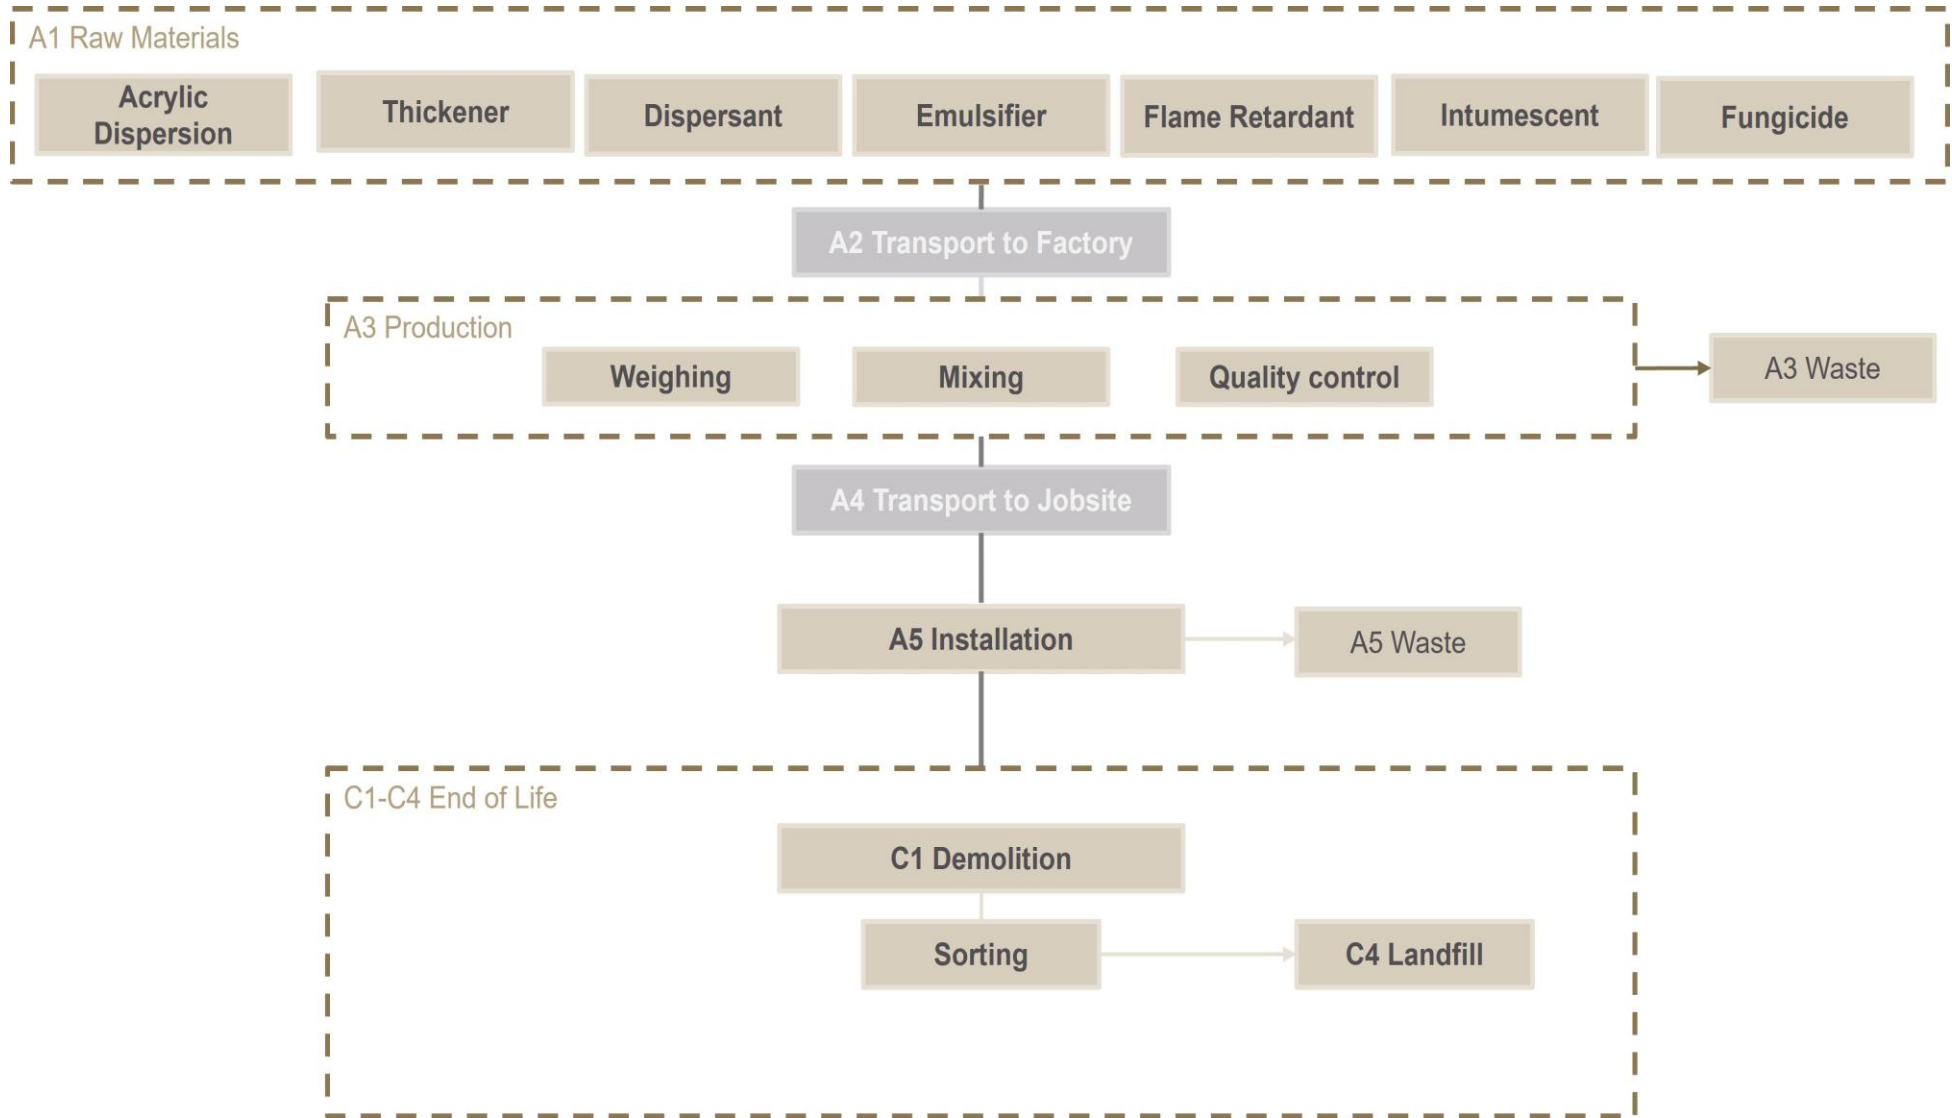 A1 Raw Materials
Acrylic
Dispersion
Thickener
Dispersant
Emulsifier
Flame Retardant
Intumescent
Fungicide
A2 Transport to Factory
A3 Production
Weighing
Mixing
Quality control
A3 Waste
A4 Transport to Jobsite
A5 Installation
A5 Waste
C1-C4 End of Life
C1 Demolition
Sorting
C4 Landfill